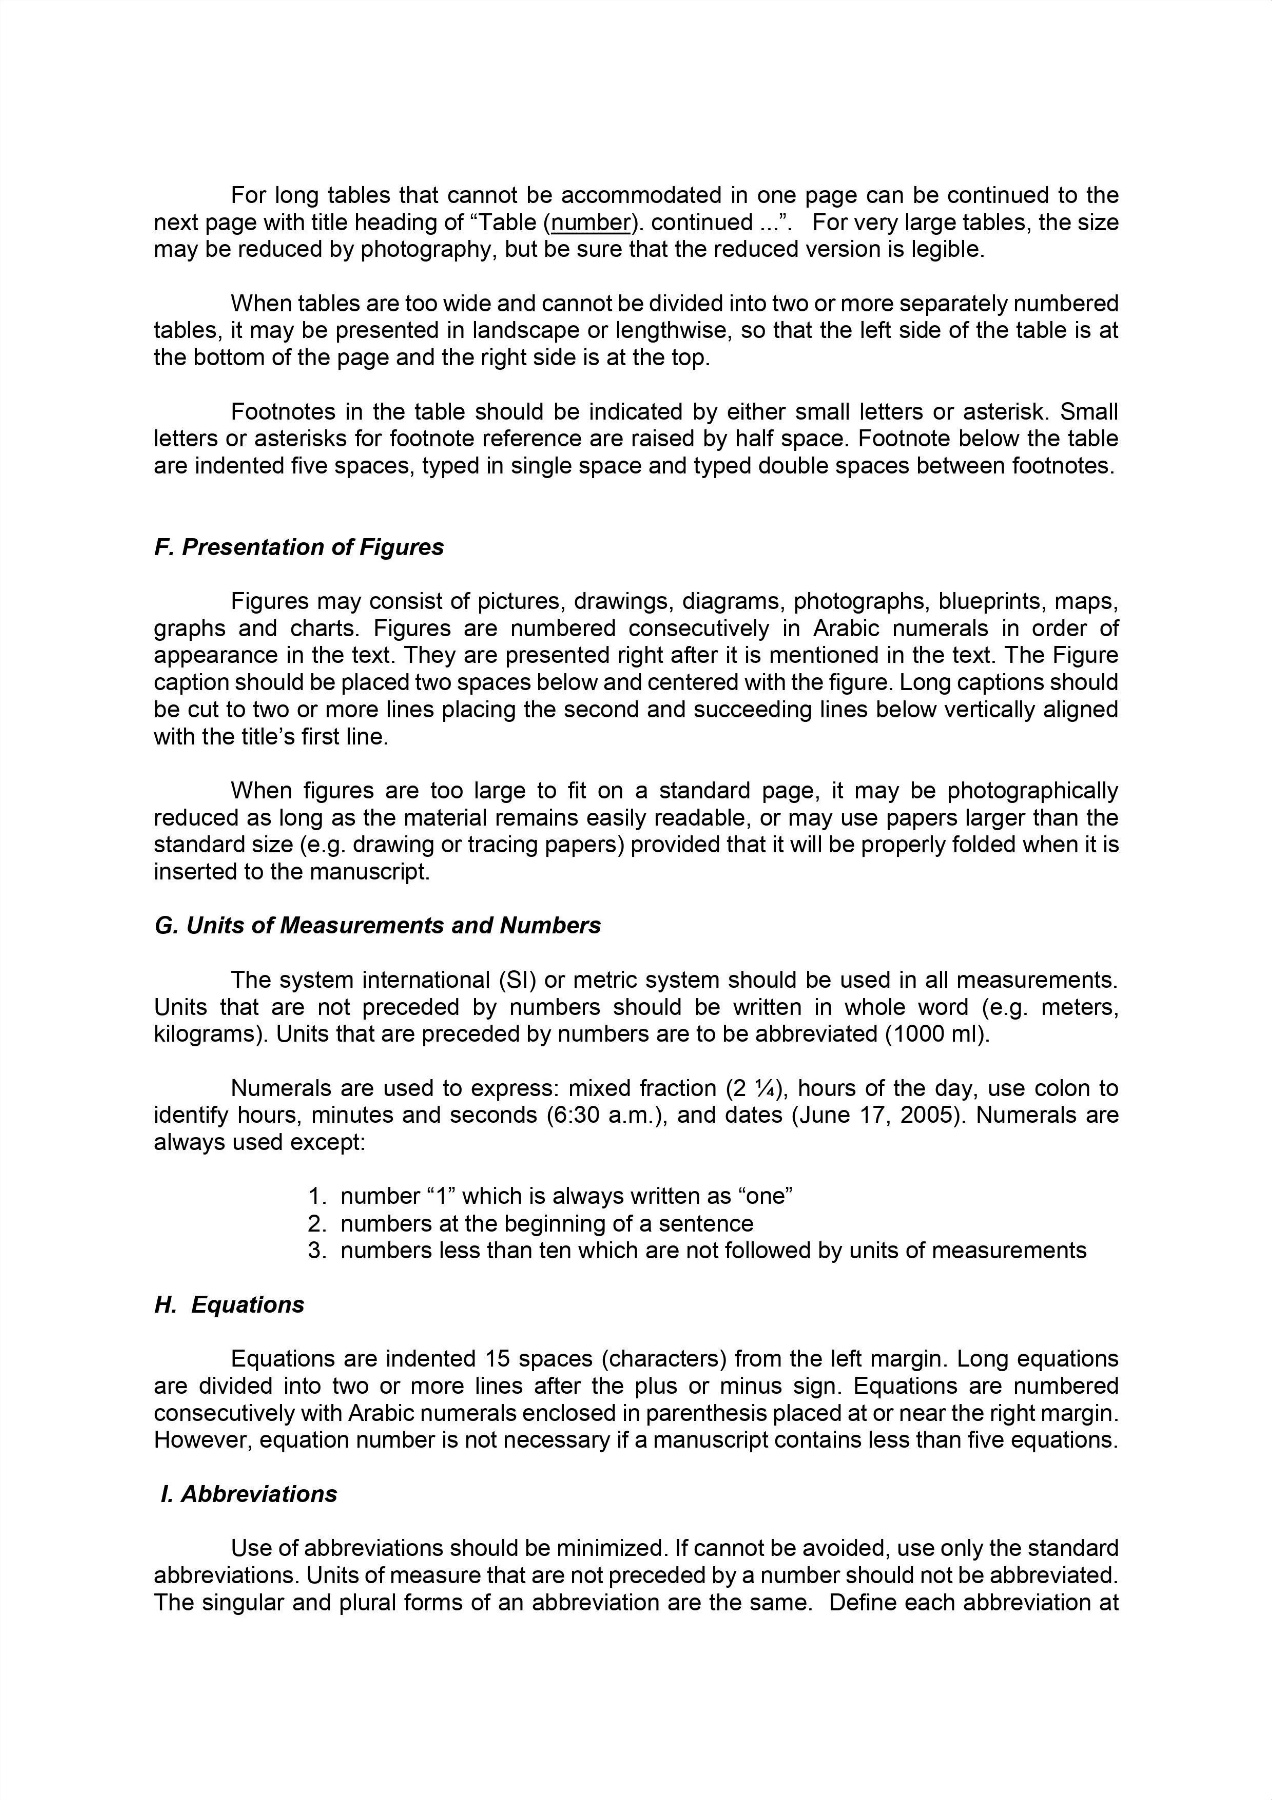 For long tables that cannot be accommodated in one page can be continued to the
next page with title heading of “Table (number). continued ...”.   For very large tables, the size
may be reduced by photography, but be sure that the reduced version is legible.
When tables are too wide and cannot be divided into two or more separately numbered
tables, it may be presented in landscape or lengthwise, so that the left side of the table is at
the bottom of the page and the right side is at the top.
Footnotes in the table should be indicated by either small letters or asterisk. Small
letters or asterisks for footnote reference are raised by half space. Footnote below the table
are indented five spaces, typed in single space and typed double spaces between footnotes.
F. Presentation of Figures
Figures may consist of pictures, drawings, diagrams, photographs, blueprints, maps,
graphs and charts. Figures are numbered consecutively in Arabic numerals in order of
appearance in the text. They are presented right after it is mentioned in the text. The Figure
caption should be placed two spaces below and centered with the figure. Long captions should
be cut to two or more lines placing the second and succeeding lines below vertically aligned
with the title’s first line.
When figures are too large to fit on a standard page, it may be photographically
reduced as long as the material remains easily readable, or may use papers larger than the
standard size (e.g. drawing or tracing papers) provided that it will be properly folded when it is
inserted to the manuscript.
G. Units of Measurements and Numbers
The system international (SI) or metric system should be used in all measurements.
Units that are not preceded by numbers should be written in whole word (e.g. meters,
kilograms). Units that are preceded by numbers are to be abbreviated (1000 ml).
Numerals are used to express: mixed fraction (2 ¼), hours of the day, use colon to
identify hours, minutes and seconds (6:30 a.m.), and dates (June 17, 2005). Numerals are
always used except:
1. number “1” which is always written as “one”
2. numbers at the beginning of a sentence
3. numbers less than ten which are not followed by units of measurements
H.  Equations
Equations are indented 15 spaces (characters) from the left margin. Long equations
are divided into two or more lines after the plus or minus sign. Equations are numbered
consecutively with Arabic numerals enclosed in parenthesis placed at or near the right margin.
However, equation number is not necessary if a manuscript contains less than five equations.
I. Abbreviations
Use of abbreviations should be minimized. If cannot be avoided, use only the standard
abbreviations. Units of measure that are not preceded by a number should not be abbreviated.
The singular and plural forms of an abbreviation are the same.  Define each abbreviation at